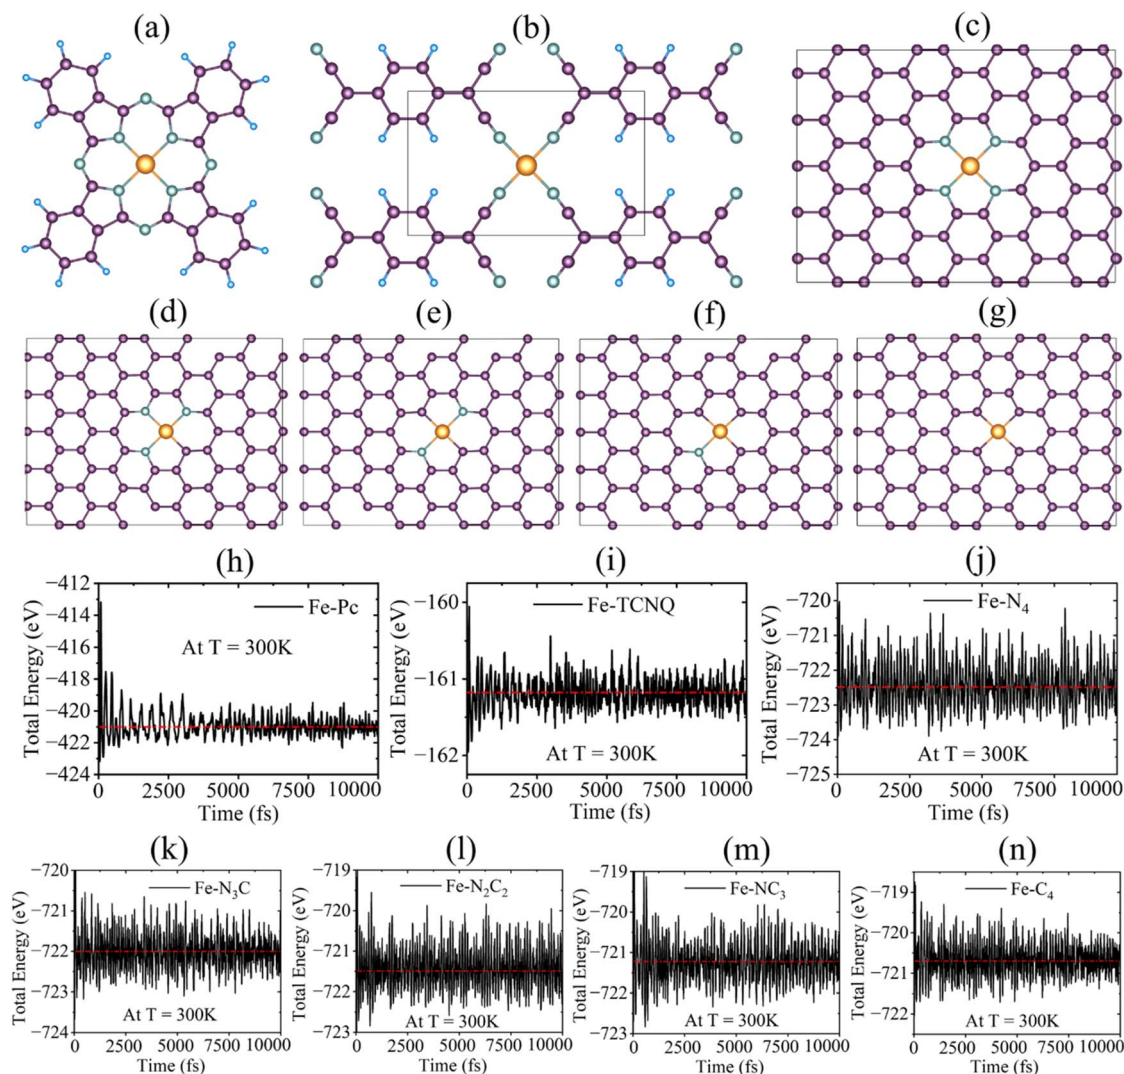 (a)
(b)
(c)
(d)
(e)
(f)
(g)
(h)
−412
−414
−416
−418
−420
−422
−424
Total Energy (eV)
Fe-Pc
At T = 300K
0 2500 5000 7500 10000
Time (fs)
(i)
−160
−161
−162
Total Energy (eV)
Fe-TCNQ
At T = 300K
0 2500 5000 7500 10000
Time (fs)
(j)
−720
−721
−722
−723
−724
−725
Total Energy (eV)
Fe-N₄
At T = 300K
0 2500 5000 7500 10000
Time (fs)
(k)
−720
−721
−722
−723
−724
Total Energy (eV)
Fe-N₃C
At T = 300K
0 2500 5000 7500 10000
Time (fs)
(l)
−719
−720
−721
−722
−723
Total Energy (eV)
Fe-N₂C₂
At T = 300K
0 2500 5000 7500 10000
Time (fs)
(m)
−719
−720
−721
−722
−723
Total Energy (eV)
Fe-NC₃
At T = 300K
0 2500 5000 7500 10000
Time (fs)
(n)
−718
−719
−720
−721
−722
Total Energy (eV)
Fe-C₄
At T = 300K
0 2500 5000 7500 10000
Time (fs)